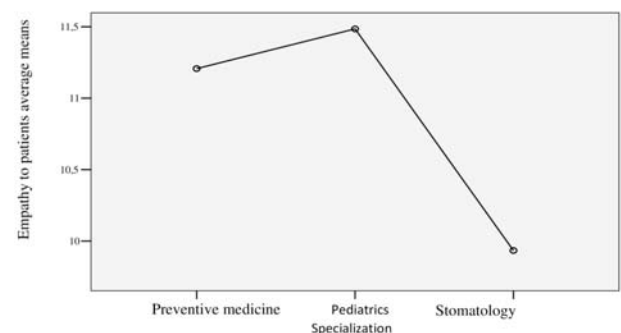 Empathy to patients average means
11,5
11
10,5
10
Preventive medicine Pediatrics Stomatology
Specialization